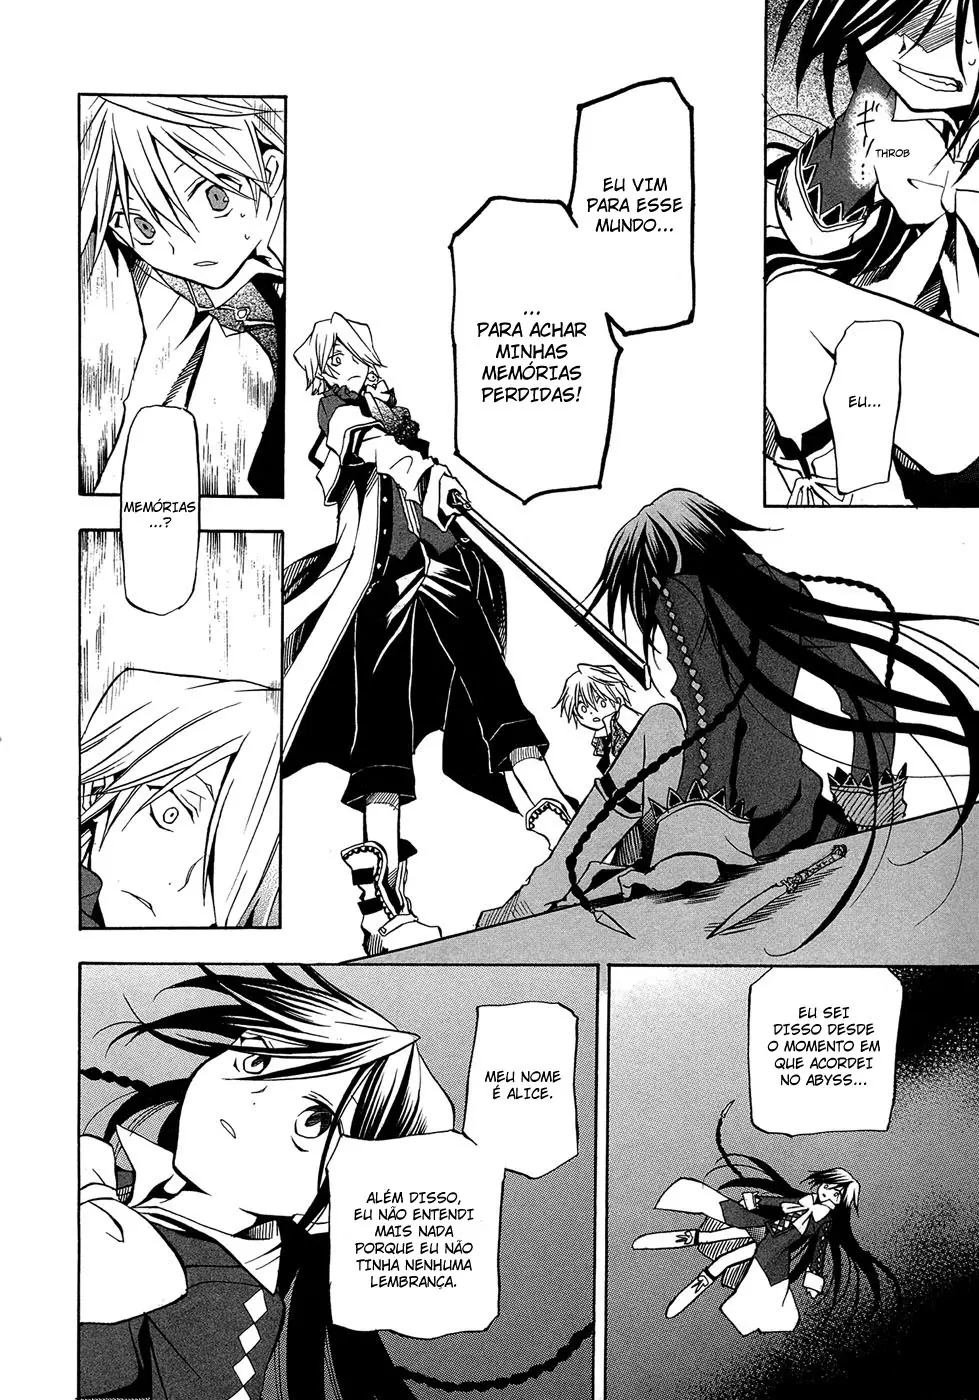 ギ…
THROB
EU...
EU VIM
PARA ESSE
MUNDO...
...
PARA ACHAR
MINHAS
MEMÓRIAS
PERDIDAS!
MEMÓRIAS
...?
EU SEI
DISSO DESDE
O MOMENTO EM
QUE ACORDEI
NO ABYSS...
MEU NOME
É ALICE.
ALÉM DISSO,
EU NÃO ENTENDI
MAIS NADA
PORQUE EU NÃO
TINHA NENHUMA
LEMBRANÇA.